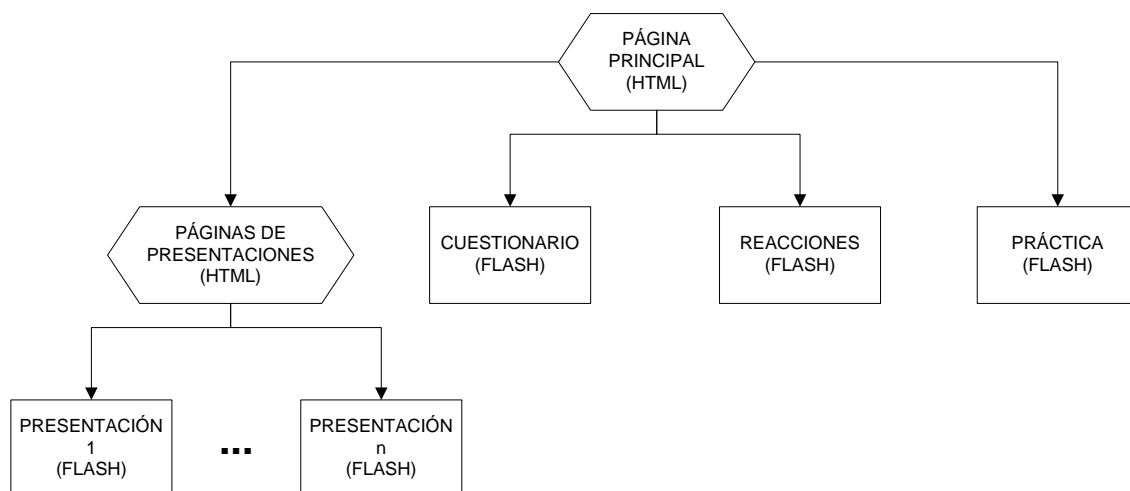 PÁGINA
PRINCIPAL
(HTML)
PÁGINAS DE
PRESENTACIONES
(HTML)
CUESTIONARIO
(FLASH)
REACCIONES
(FLASH)
PRÁCTICA
(FLASH)
PRESENTACIÓN
1
(FLASH)
...
PRESENTACIÓN
n
(FLASH)